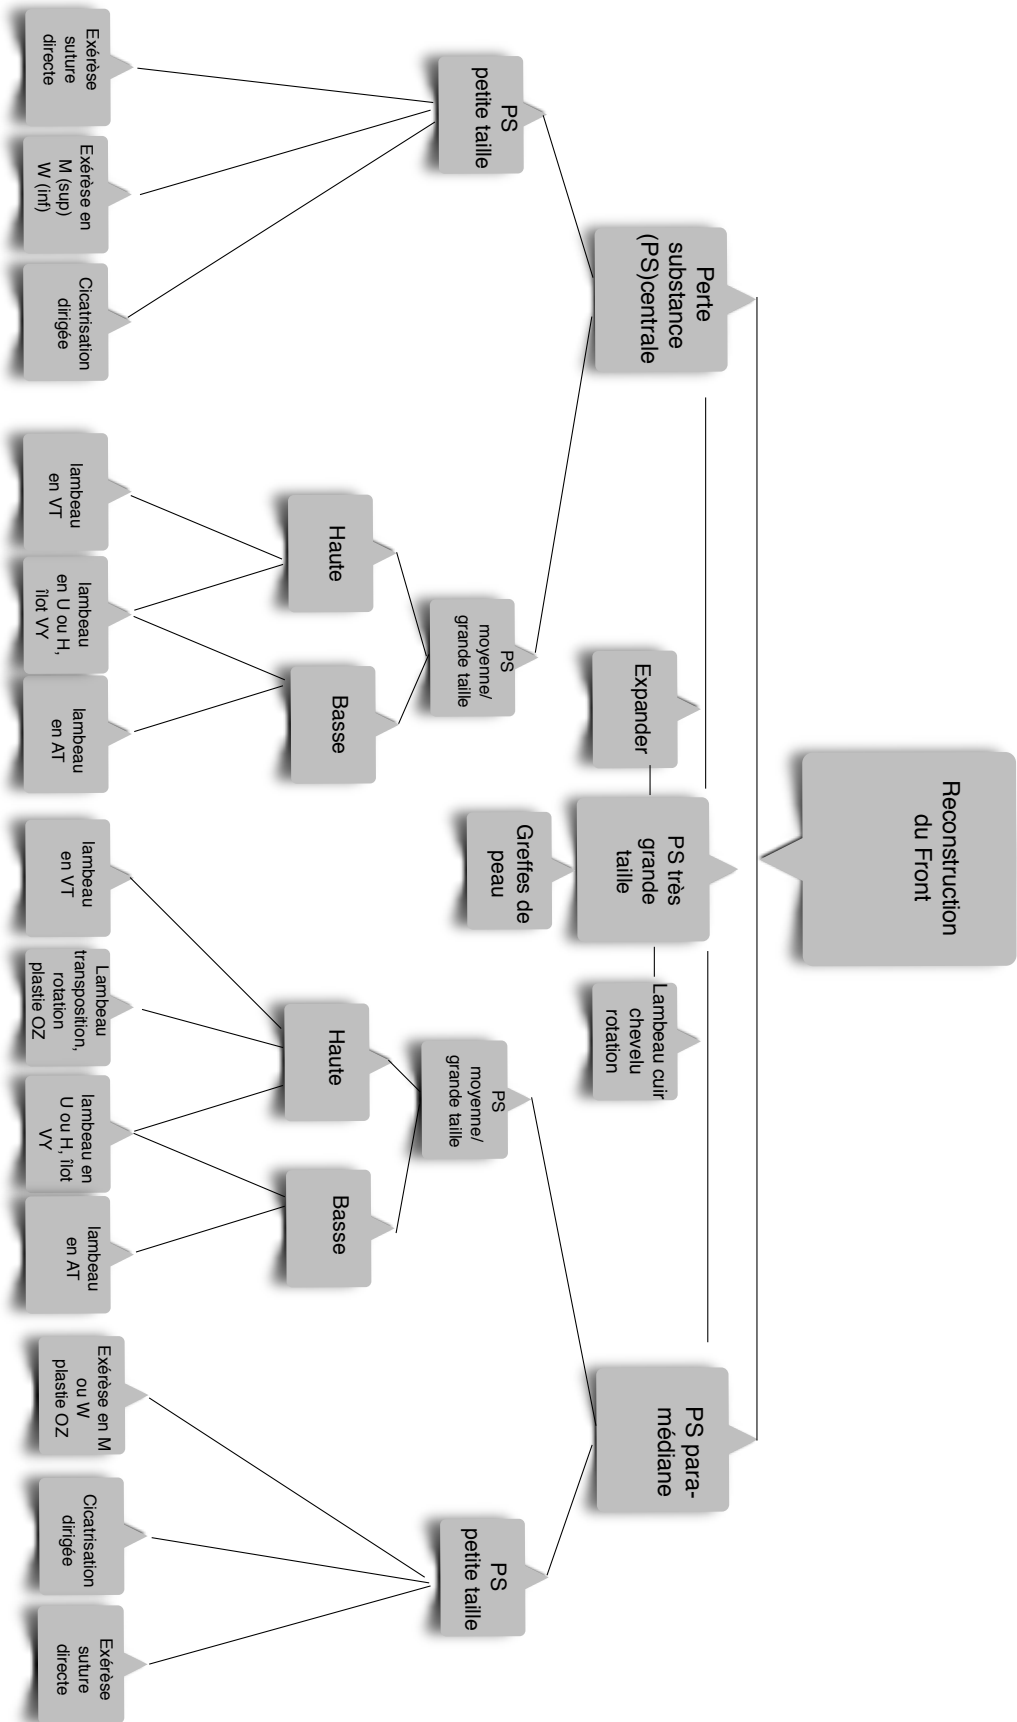 Reconstruction
du Front
Perte
substance
(PS)centrale
PS très
grande
taille
PS para-
médiane
Expander
Lambeau cuir
chevelu
rotation
Greffes de
peau
PS
petite taille
PS
moyenne/
grande taille
PS
moyenne/
grande taille
PS
petite taille
Haute
Basse
Haute
Basse
Exérèse
suture
directe
Exérèse en
M (sup)
W (inf)
Cicatrisation
dirigée
lambeau
en VT
lambeau
en U ou H,
îlot VY
lambeau
en AT
lambeau
en VT
Lambeau
transposition,
rotation
plastie OZ
lambeau en
U ou H, îlot
VY
lambeau
en AT
Exérèse en M
ou W
plastie OZ
Cicatrisation
dirigée
Exérèse
suture
directe